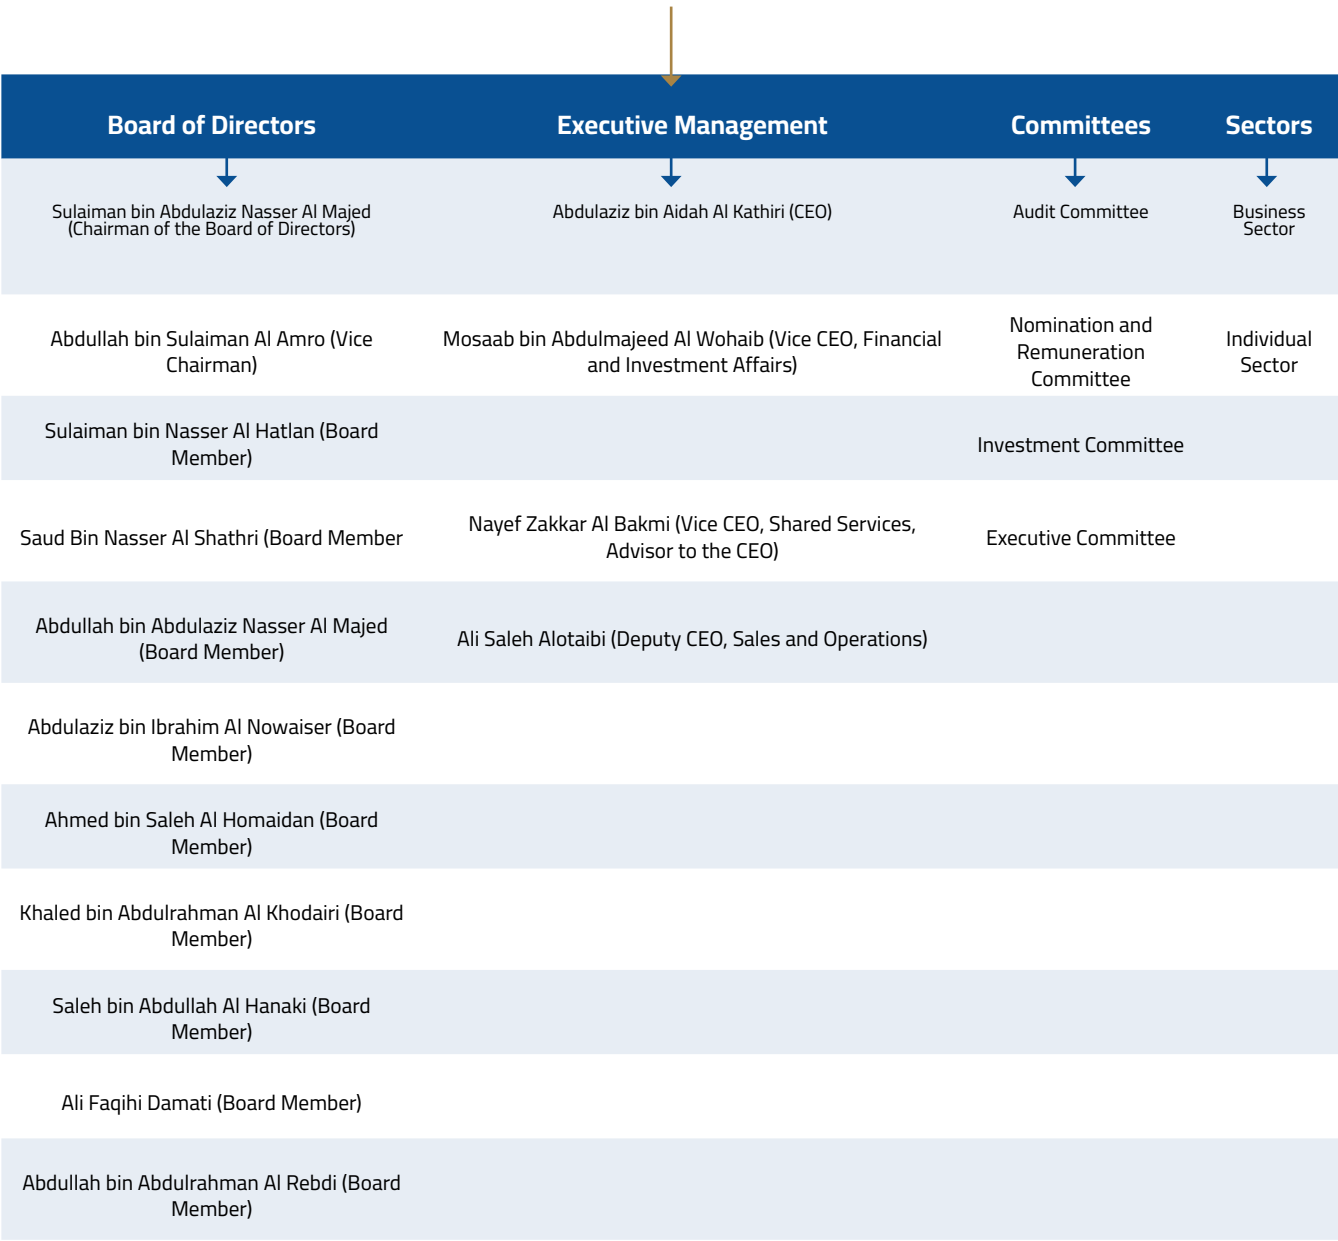 Board of Directors Executive Management Committees Sectors
Sulaiman bin Abdulaziz Nasser Al Majed
(Chairman of the Board of Directors)
Abdulaziz bin Aidah Al Kathiri (CEO)
Audit Committee
Business
Sector
Abdullah bin Sulaiman Al Amro (Vice
Chairman)
Mosaab bin Abdulmajeed Al Wohaib (Vice CEO, Financial
and Investment Affairs)
Nomination and
Remuneration
Committee
Individual
Sector
Sulaiman bin Nasser Al Hatlan (Board
Member)
Investment Committee
Saud Bin Nasser Al Shathri (Board Member
Nayef Zakkar Al Bakmi (Vice CEO, Shared Services,
Advisor to the CEO)
Executive Committee
Abdullah bin Abdulaziz Nasser Al Majed
(Board Member)
Ali Saleh Alotaibi (Deputy CEO, Sales and Operations)
Abdulaziz bin Ibrahim Al Nowaiser (Board
Member)
Ahmed bin Saleh Al Homaidan (Board
Member)
Khaled bin Abdulrahman Al Khodairi (Board
Member)
Saleh bin Abdullah Al Hanaki (Board
Member)
Ali Faqihi Damati (Board Member)
Abdullah bin Abdulrahman Al Rebdi (Board
Member)